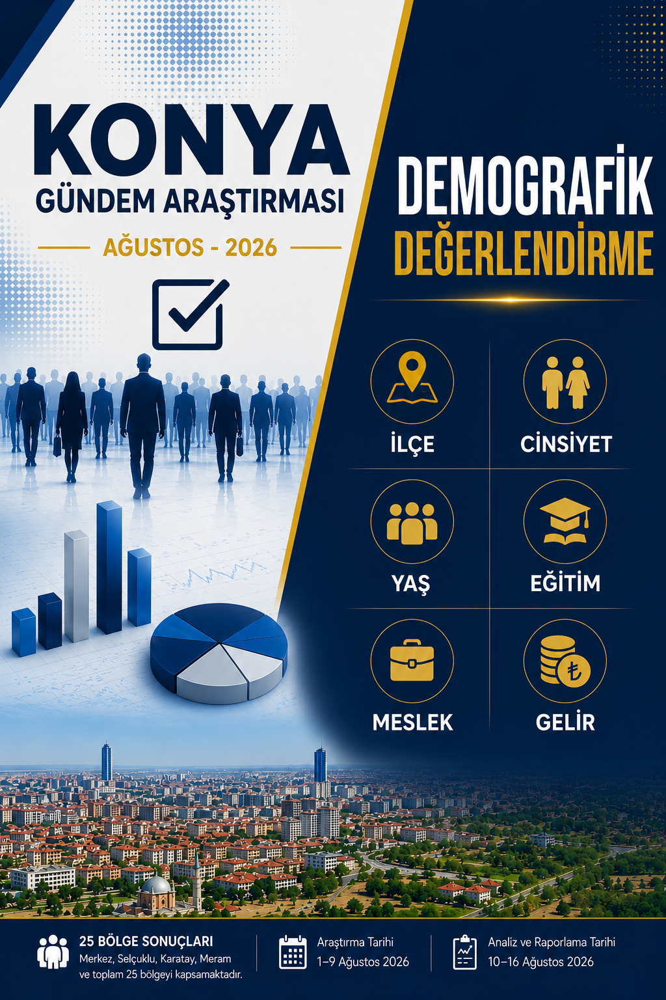 KONYA
GÜNDEM ARAŞTIRMASI
AĞUSTOS - 2026
DEMOGRAFİK
DEĞERLENDİRME
İLÇE
CİNSİYET
YAŞ
EĞİTİM
MESLEK
GELİR
25 BÖLGE SONUÇLARI
Merkez, Selçuklu, Karatay, Meram
ve toplam 25 bölgeyi kapsamaktadır.
Araştırma Tarihi
1–9 Ağustos 2026
Analiz ve Raporlama Tarihi
10–16 Ağustos 2026